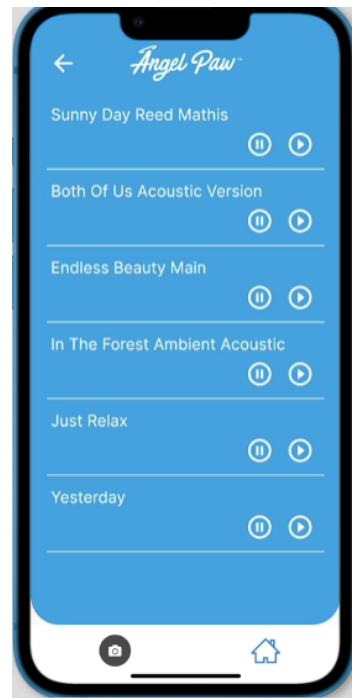 Angel Paw™
Sunny Day Reed Mathis
Both Of Us Acoustic Version
Endless Beauty Main
In The Forest Ambient Acoustic
Just Relax
Yesterday